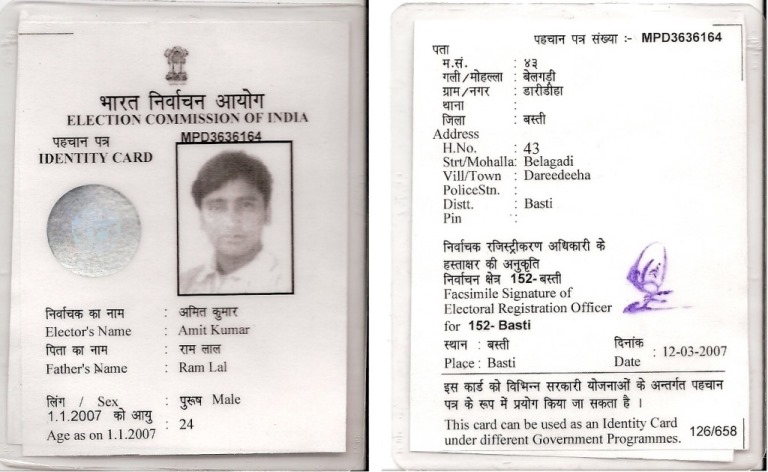 भारत निर्वाचन आयोग
ELECTION COMMISSION OF INDIA
पहचान पत्र
MPD3636164
IDENTITY CARD
निर्वाचक का नाम : अमित कुमार
Elector's Name : Amit Kumar
पिता का नाम : राम लाल
Father's Name : Ram Lal
लिंग / Sex : पुरूष Male
1.1.2007 को आयु
Age as on 1.1.2007 : 24
पहचान पत्र संख्या :- MPD3636164
पता
म.सं. : ४३
गली/मोहल्ला : बेलगड़ी
ग्राम/नगर : डारीडीहा
थाना :
जिला : बस्ती
Address
H.No. : 43
Strt/Mohalla: Belagadi
Vill/Town : Dareedeeha
PoliceStn. :
Distt. : Basti
Pin :
निर्वाचक रजिस्ट्रीकरण अधिकारी के
हस्ताक्षर की अनुकृति
निर्वाचन क्षेत्र 152-बस्ती
Facsimile Signature of
Electoral Registration Officer
for 152- Basti
स्थान : बस्ती दिनांक
Place : Basti Date : 12-03-2007
इस कार्ड को विभिन्न सरकारी योजनाओं के अन्तर्गत पहचान
पत्र के रूप में प्रयोग किया जा सकता है ।
This card can be used as an Identity Card
under different Government Programmes. 126/658